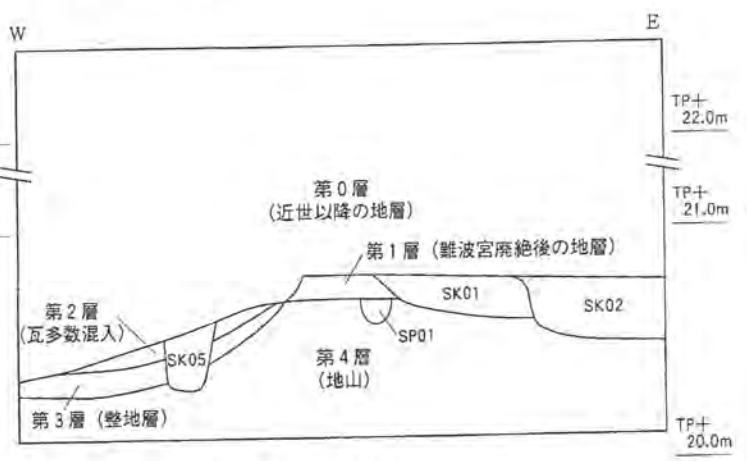 W
E
TP+
22.0m
第0層
(近世以降の地層)
TP+
21.0m
第1層 (難波宮廃絶後の地層)
第2層
(瓦多数混入)
SK01
SK02
SK05
SP01
第4層
(地山)
第3層 (整地層)
TP+
20.0m